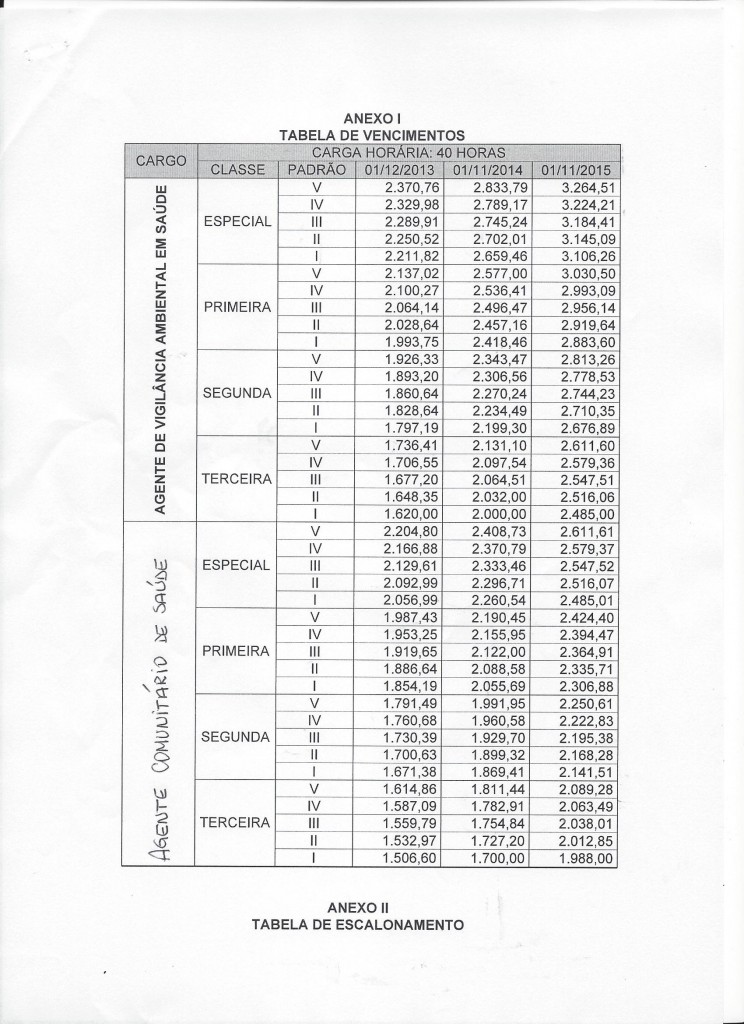 ANEXO I
TABELA DE VENCIMENTOS
CARGO CARGA HORÁRIA: 40 HORAS
CLASSE PADRÃO 01/12/2013 01/11/2014 01/11/2015
AGENTE DE VIGILÂNCIA AMBIENTAL EM SAÚDE
ESPECIAL
V 2.370,76 2.833,79 3.264,51
IV 2.329,98 2.789,17 3.224,21
III 2.289,91 2.745,24 3.184,41
II 2.250,52 2.702,01 3.145,09
I 2.211,82 2.659,46 3.106,26
PRIMEIRA
V 2.137,02 2.577,00 3.030,50
IV 2.100,27 2.536,41 2.993,09
III 2.064,14 2.496,47 2.956,14
II 2.028,64 2.457,16 2.919,64
I 1.993,75 2.418,46 2.883,60
SEGUNDA
V 1.926,33 2.343,47 2.813,26
IV 1.893,20 2.306,56 2.778,53
III 1.860,64 2.270,24 2.744,23
II 1.828,64 2.234,49 2.710,35
I 1.797,19 2.199,30 2.676,89
TERCEIRA
V 1.736,41 2.131,10 2.611,60
IV 1.706,55 2.097,54 2.579,36
III 1.677,20 2.064,51 2.547,51
II 1.648,35 2.032,00 2.516,06
I 1.620,00 2.000,00 2.485,00
AGENTE COMUNITÁRIO DE SAÚDE
ESPECIAL
V 2.204,80 2.408,73 2.611,61
IV 2.166,88 2.370,79 2.579,37
III 2.129,61 2.333,46 2.547,52
II 2.092,99 2.296,71 2.516,07
I 2.056,99 2.260,54 2.485,01
PRIMEIRA
V 1.987,43 2.190,45 2.424,40
IV 1.953,25 2.155,95 2.394,47
III 1.919,65 2.122,00 2.364,91
II 1.886,64 2.088,58 2.335,71
I 1.854,19 2.055,69 2.306,88
SEGUNDA
V 1.791,49 1.991,95 2.250,61
IV 1.760,68 1.960,58 2.222,83
III 1.730,39 1.929,70 2.195,38
II 1.700,63 1.899,32 2.168,28
I 1.671,38 1.869,41 2.141,51
TERCEIRA
V 1.614,86 1.811,44 2.089,28
IV 1.587,09 1.782,91 2.063,49
III 1.559,79 1.754,84 2.038,01
II 1.532,97 1.727,20 2.012,85
I 1.506,60 1.700,00 1.988,00
ANEXO II
TABELA DE ESCALONAMENTO